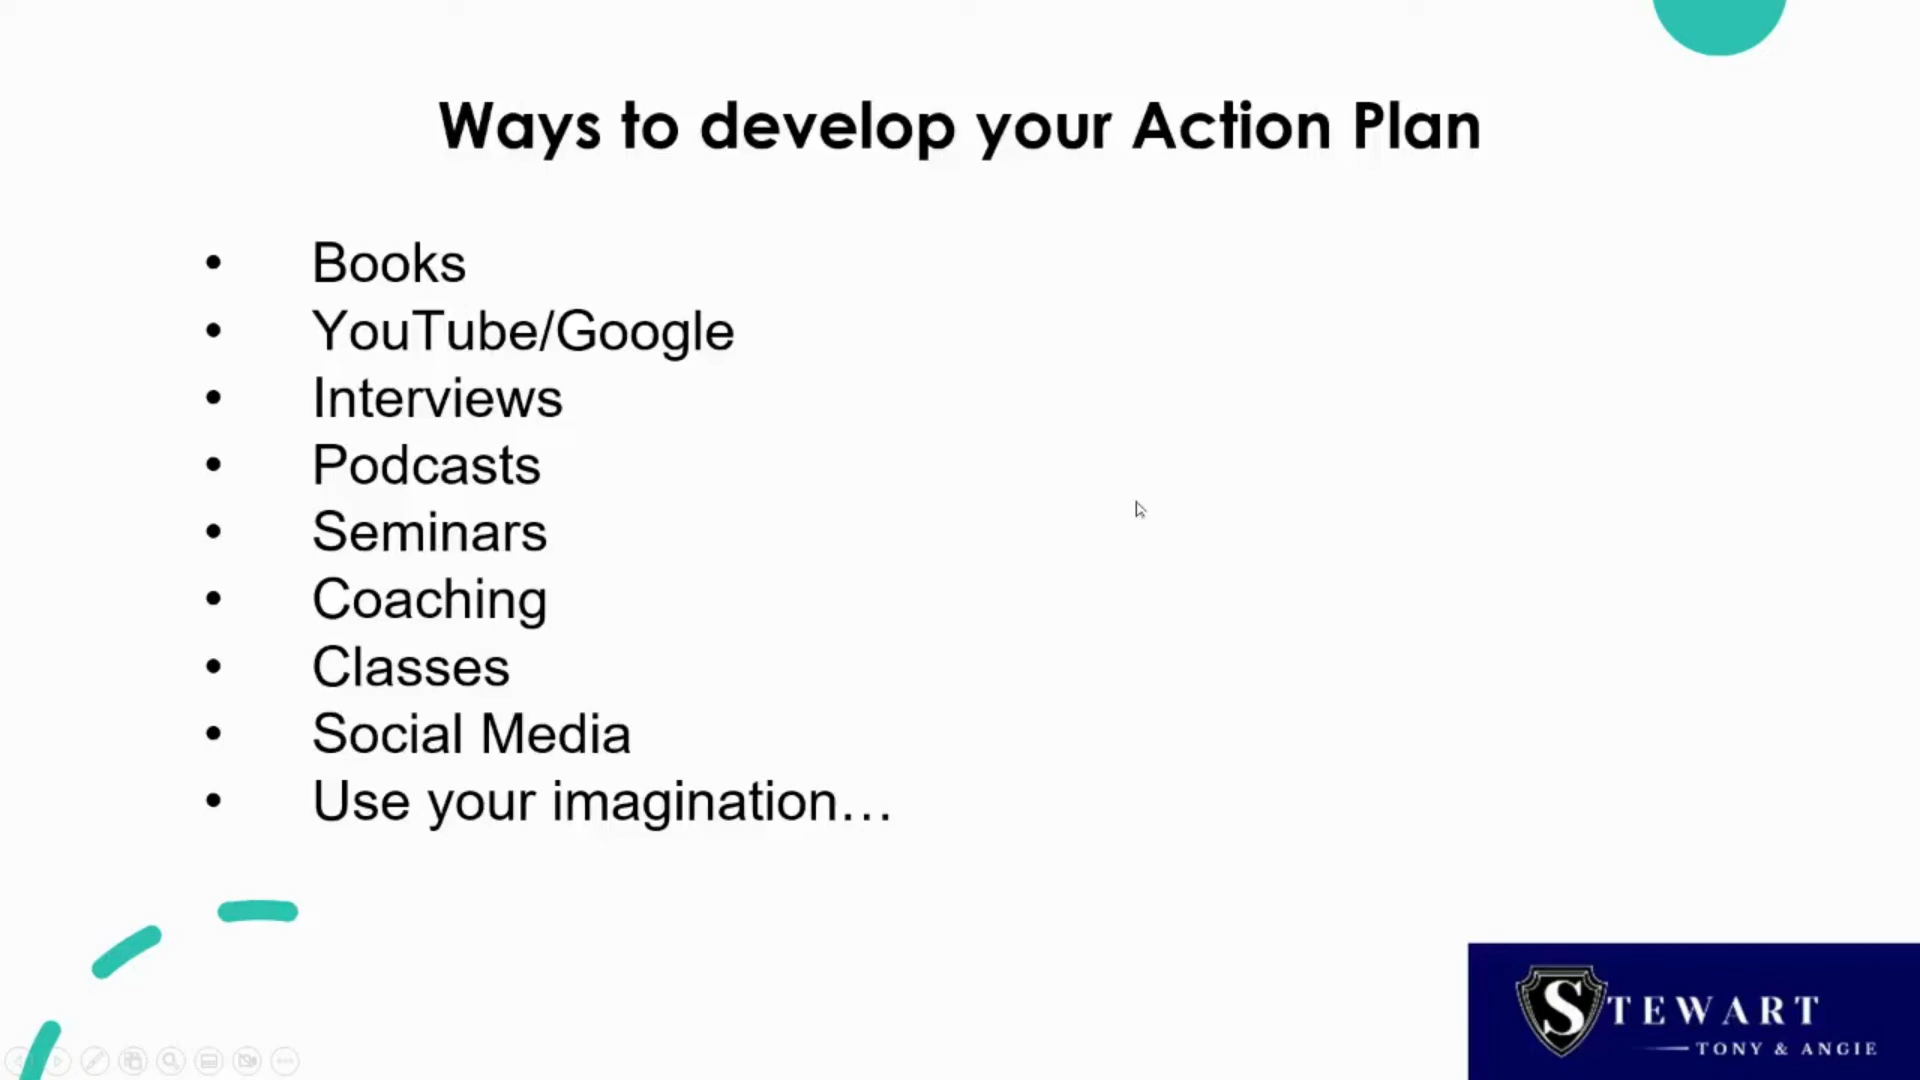 Ways to develop your Action Plan
• Books
• YouTube/Google
• Interviews
• Podcasts
• Seminars
• Coaching
• Classes
• Social Media
• Use your imagination…
STEWART
TONY & ANGIE